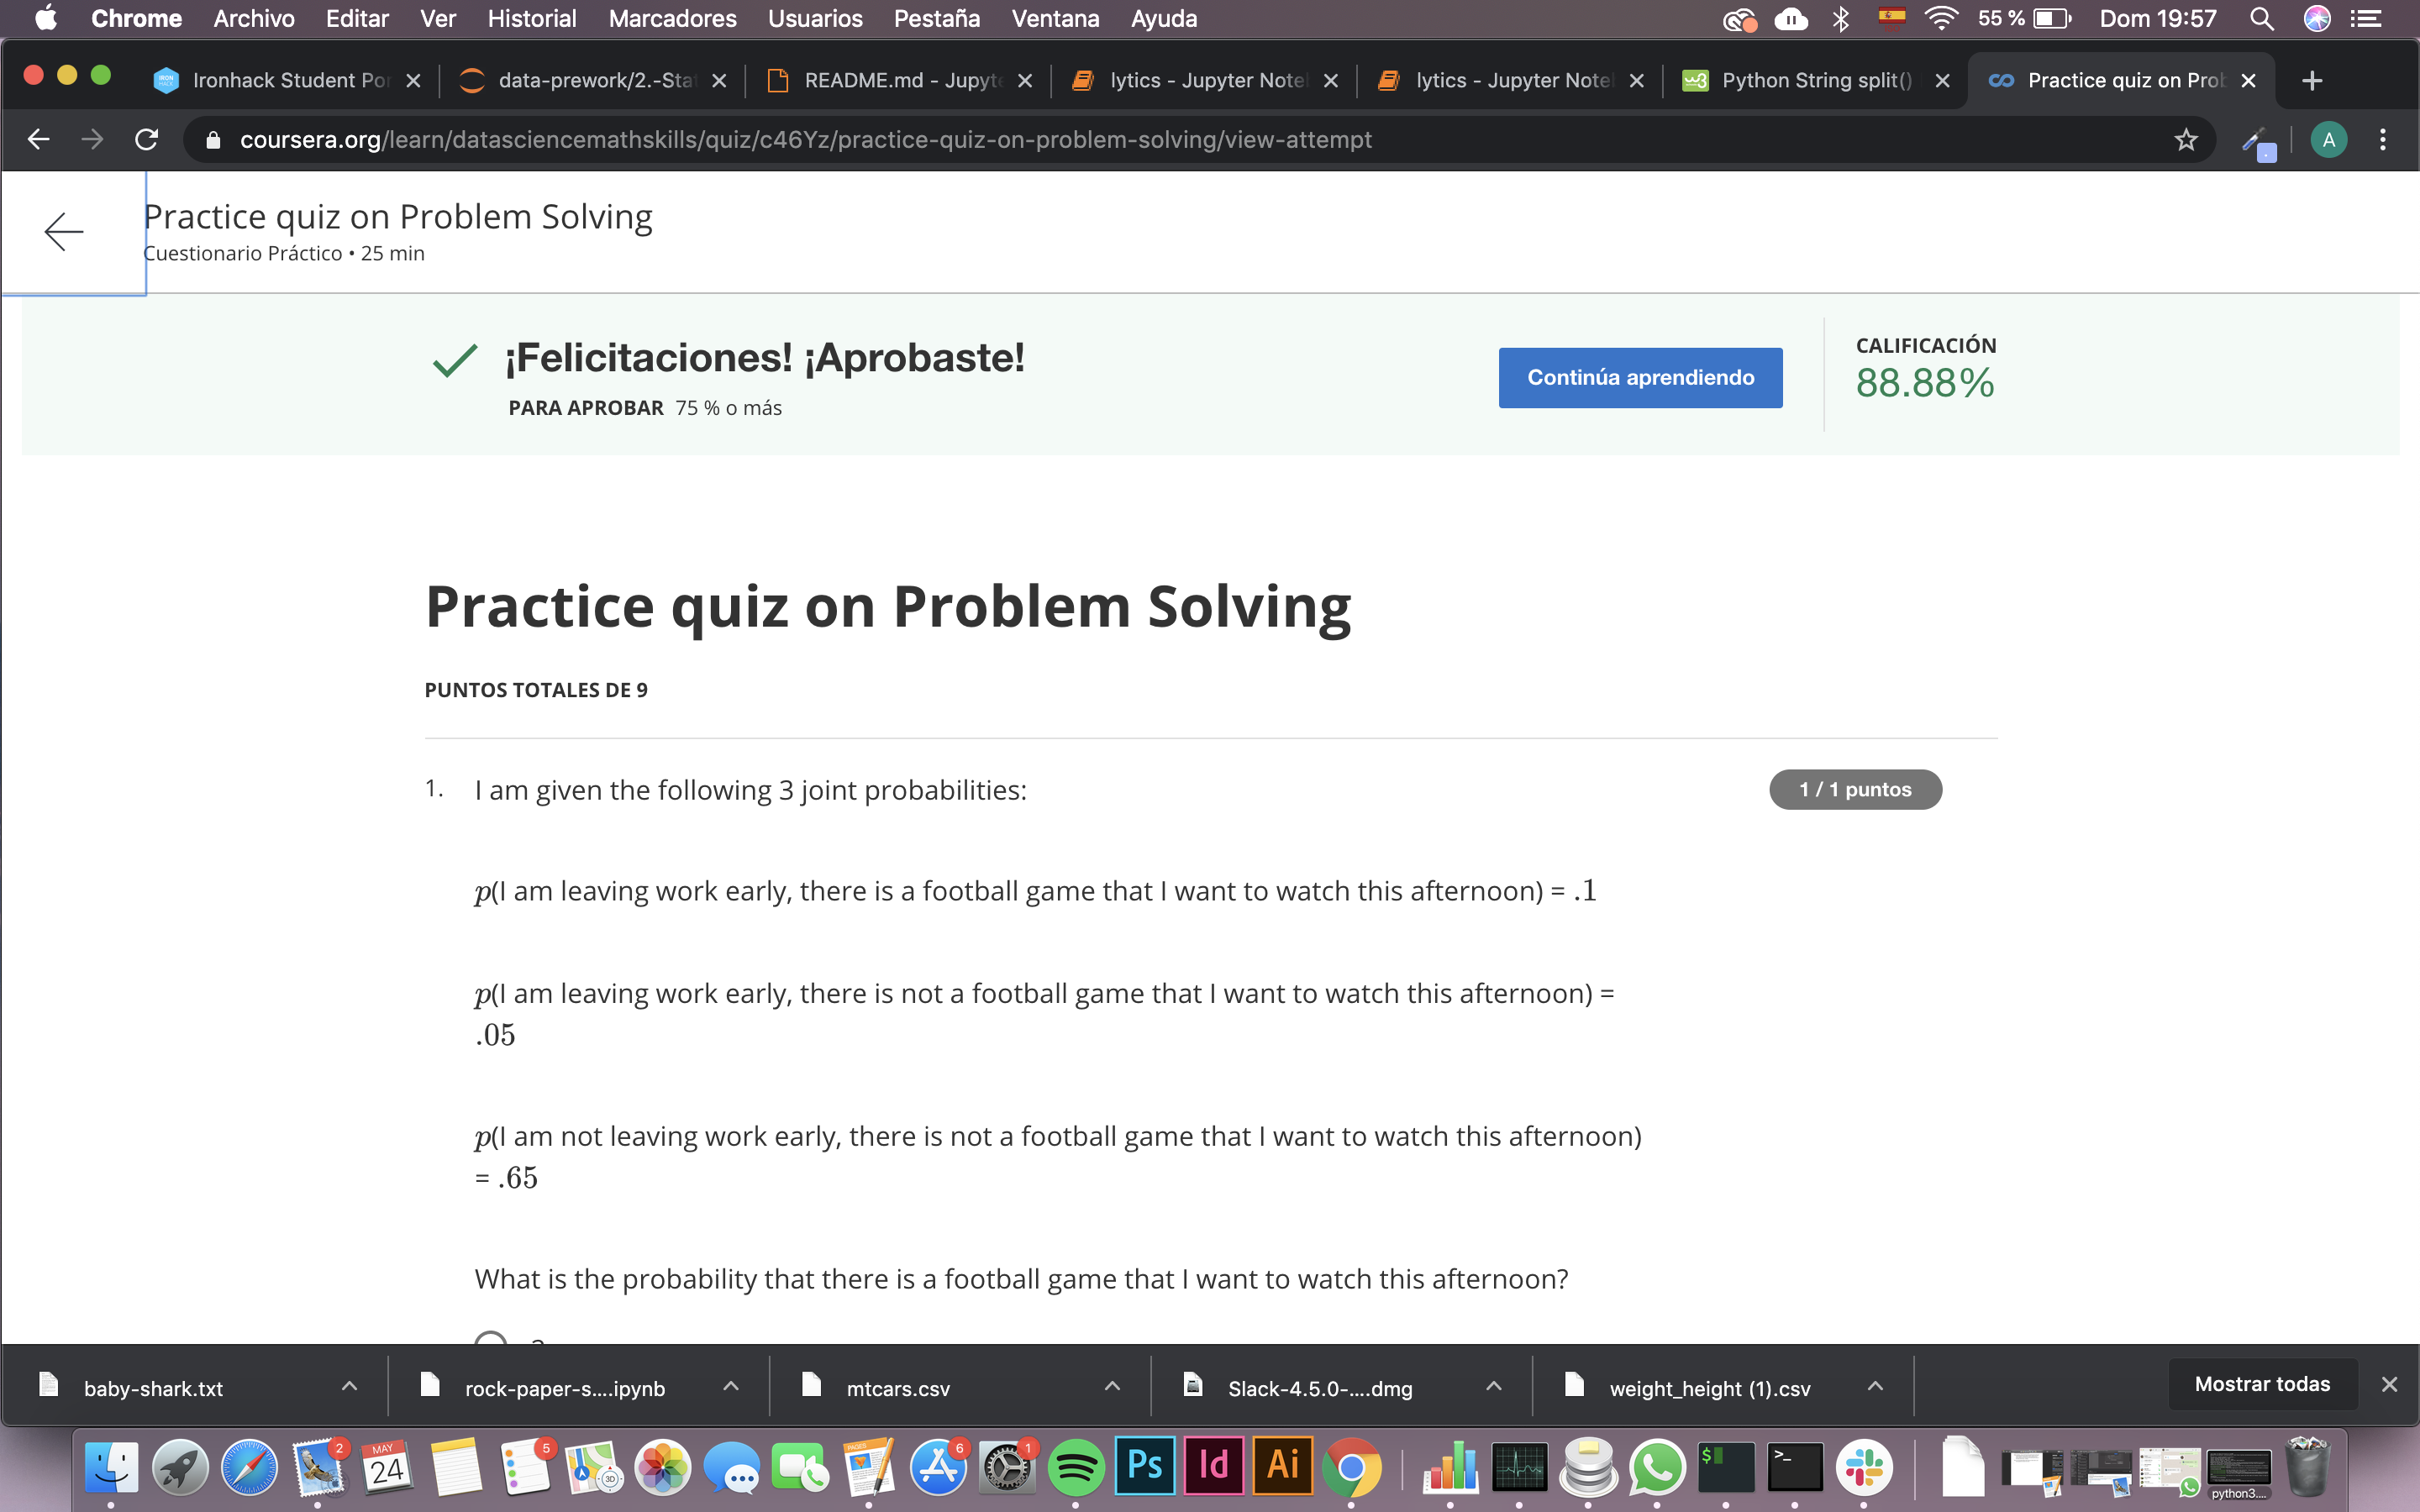 Chrome Archivo Editar Ver Historial Marcadores Usuarios Pestaña Ventana Ayuda 55 % Dom 19:57
Ironhack Student Por data-prework/2.-Stat README.md - Jupyte lytics - Jupyter Noteb lytics - Jupyter Noteb Python String split() Practice quiz on Prob
coursera.org/learn/datasciencemathskills/quiz/c46Yz/practice-quiz-on-problem-solving/view-attempt A
Practice quiz on Problem Solving
Cuestionario Práctico • 25 min
¡Felicitaciones! ¡Aprobaste!
PARA APROBAR 75 % o más
Continúa aprendiendo
CALIFICACIÓN
88.88%
Practice quiz on Problem Solving
PUNTOS TOTALES DE 9
1. I am given the following 3 joint probabilities:
1 / 1 puntos
p(I am leaving work early, there is a football game that I want to watch this afternoon) = .1
p(I am leaving work early, there is not a football game that I want to watch this afternoon) =
.05
p(I am not leaving work early, there is not a football game that I want to watch this afternoon)
= .65
What is the probability that there is a football game that I want to watch this afternoon?
baby-shark.txt rock-paper-s....ipynb mtcars.csv Slack-4.5.0-....dmg weight_height (1).csv Mostrar todas
2 MAY 24 5 3D PAGES 6 1 Ps Id Ai $ >_ python3....